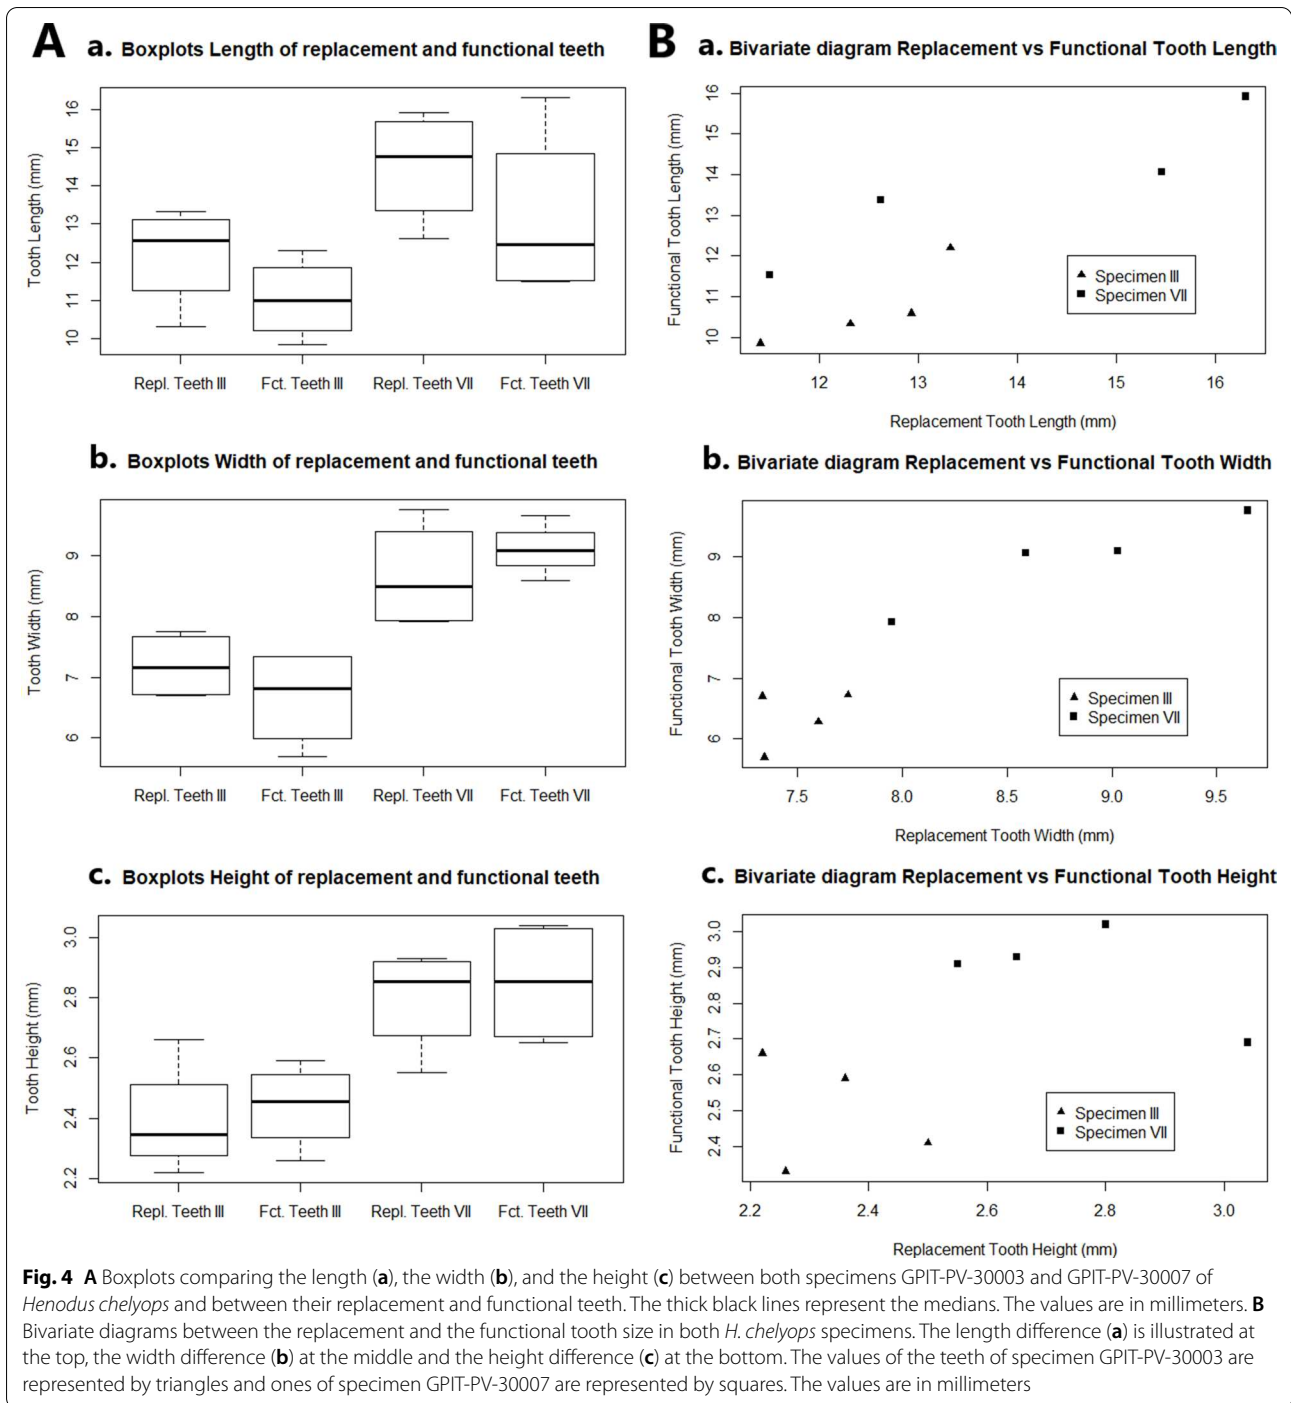 A
a. Boxplots Length of replacement and functional teeth
Tooth Length (mm)
16
15
14
13
12
11
10
Repl. Teeth III
Fct. Teeth III
Repl. Teeth VII
Fct. Teeth VII
b. Boxplots Width of replacement and functional teeth
Tooth Width (mm)
9
8
7
6
Repl. Teeth III
Fct. Teeth III
Repl. Teeth VII
Fct. Teeth VII
c. Boxplots Height of replacement and functional teeth
Tooth Height (mm)
3.0
2.8
2.6
2.4
2.2
Repl. Teeth III
Fct. Teeth III
Repl. Teeth VII
Fct. Teeth VII
B
a. Bivariate diagram Replacement vs Functional Tooth Length
Functional Tooth Length (mm)
16
15
14
13
12
11
10
Specimen III
Specimen VII
12
13
14
15
16
Replacement Tooth Length (mm)
b. Bivariate diagram Replacement vs Functional Tooth Width
Functional Tooth Width (mm)
9
8
7
6
Specimen III
Specimen VII
7.5
8.0
8.5
9.0
9.5
Replacement Tooth Width (mm)
c. Bivariate diagram Replacement vs Functional Tooth Height
Functional Tooth Height (mm)
3.0
2.9
2.8
2.7
2.6
2.5
2.4
Specimen III
Specimen VII
2.2
2.4
2.6
2.8
3.0
Replacement Tooth Height (mm)
Fig. 4 A Boxplots comparing the length (a), the width (b), and the height (c) between both specimens GPIT-PV-30003 and GPIT-PV-30007 of
Henodus chelyops and between their replacement and functional teeth. The thick black lines represent the medians. The values are in millimeters. B
Bivariate diagrams between the replacement and the functional tooth size in both H. chelyops specimens. The length difference (a) is illustrated at
the top, the width difference (b) at the middle and the height difference (c) at the bottom. The values of the teeth of specimen GPIT-PV-30003 are
represented by triangles and ones of specimen GPIT-PV-30007 are represented by squares. The values are in millimeters